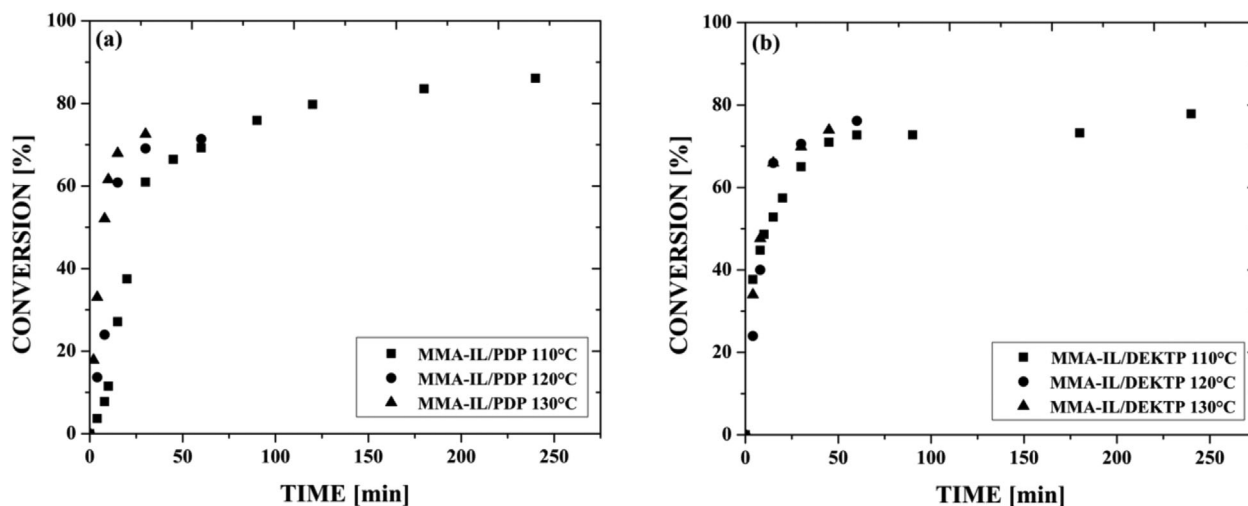 (a)
CONVERSION [%]
100
80
60
40
20
0
0 50 100 150 200 250
TIME [min]
MMA-IL/PDP 110°C
MMA-IL/PDP 120°C
MMA-IL/PDP 130°C
(b)
CONVERSION [%]
100
80
60
40
20
0
0 50 100 150 200 250
TIME [min]
MMA-IL/DEKTP 110°C
MMA-IL/DEKTP 120°C
MMA-IL/DEKTP 130°C